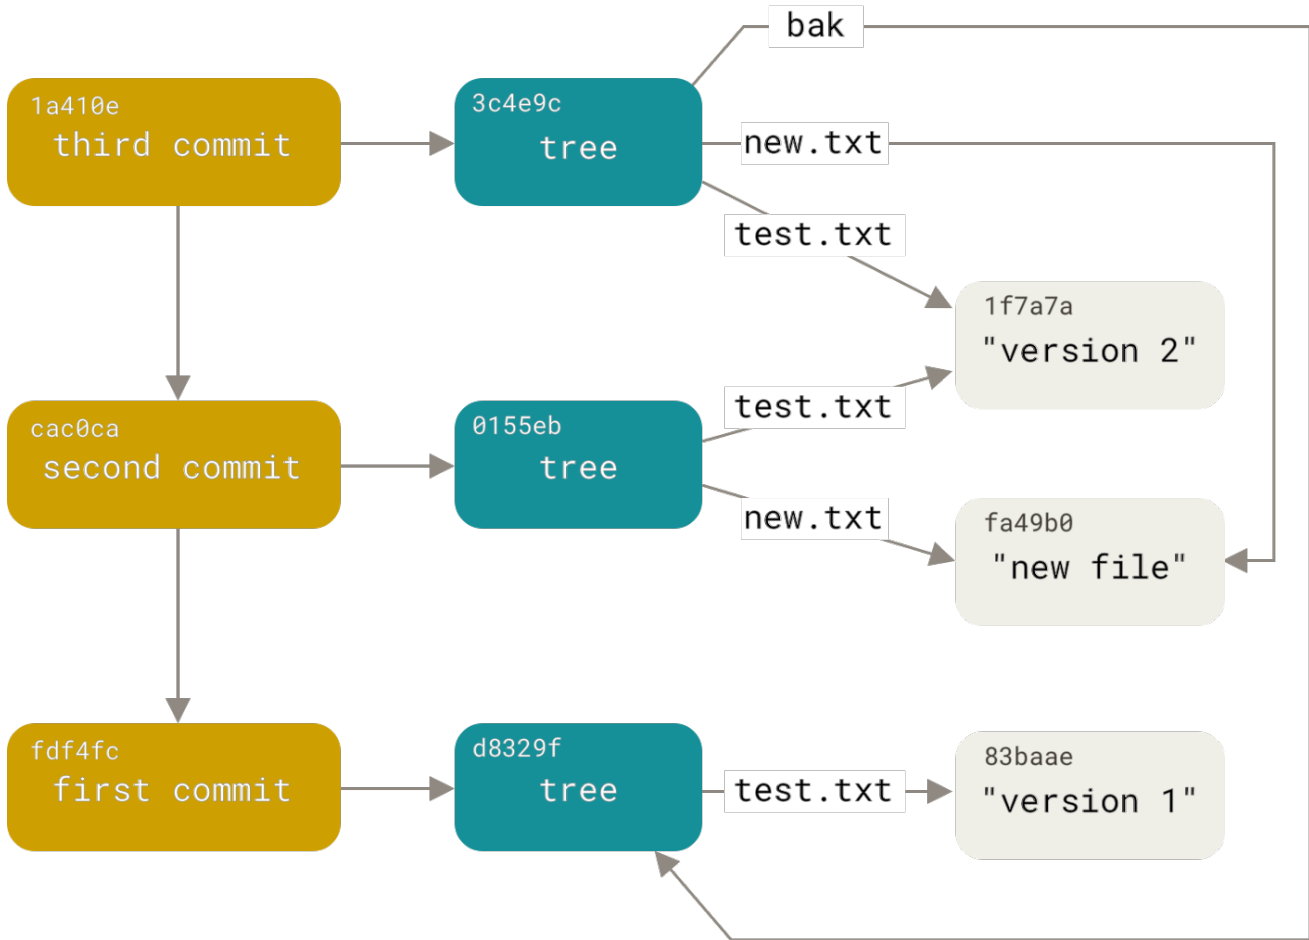 bak
1a410e
third commit
3c4e9c
tree
new.txt
test.txt
1f7a7a
"version 2"
cac0ca
second commit
0155eb
tree
test.txt
new.txt
fa49b0
"new file"
fdf4fc
first commit
d8329f
tree
test.txt
83baae
"version 1"